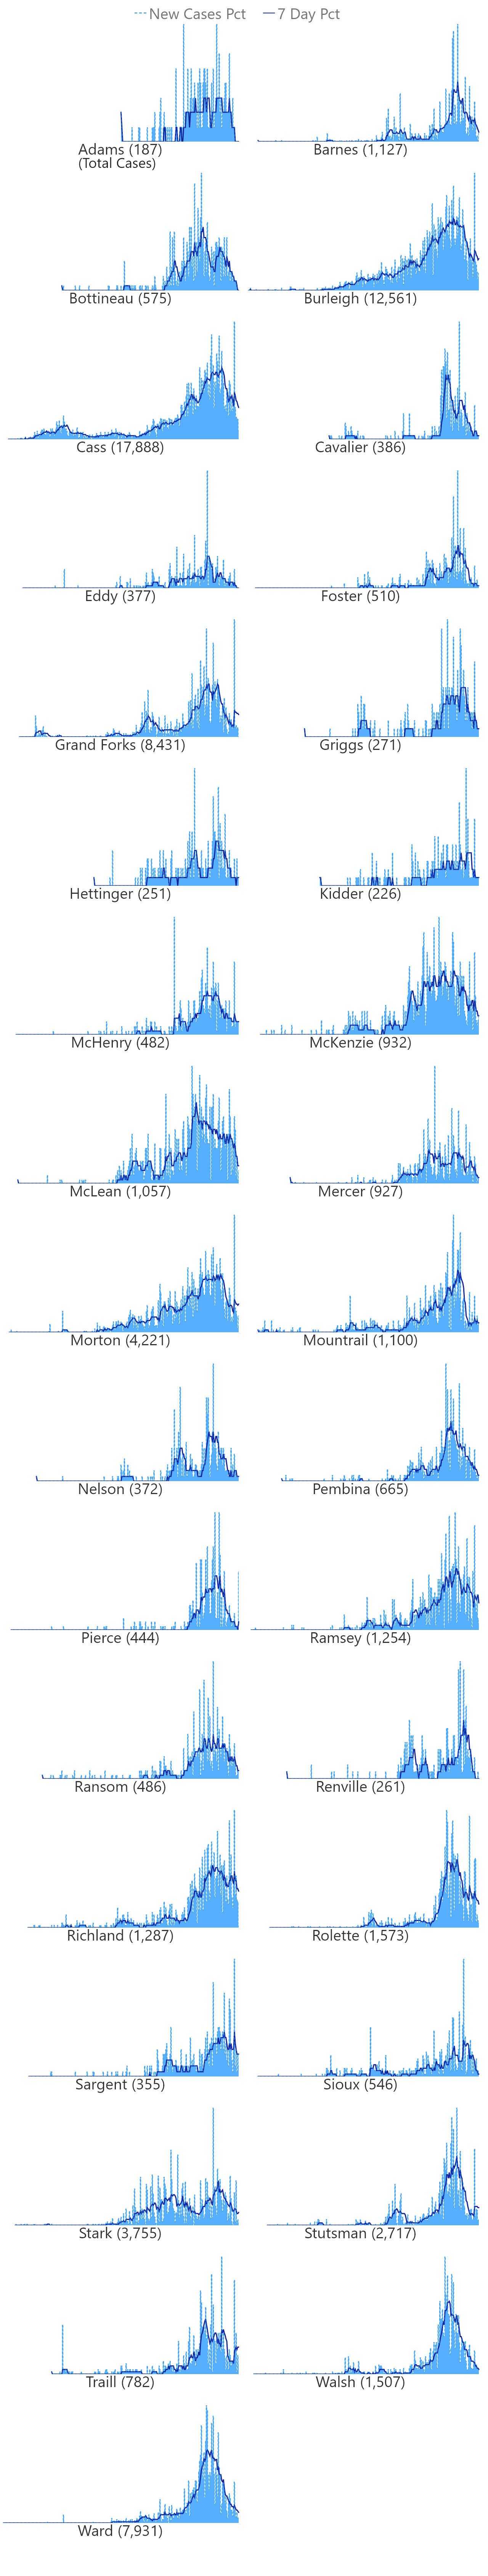 New Cases Pct 7 Day Pct
Adams (187)
(Total Cases)
Barnes (1,127)
Bottineau (575)
Burleigh (12,561)
Cass (17,888)
Cavalier (386)
Eddy (377)
Foster (510)
Grand Forks (8,431)
Griggs (271)
Hettinger (251)
Kidder (226)
McHenry (482)
McKenzie (932)
McLean (1,057)
Mercer (927)
Morton (4,221)
Mountrail (1,100)
Nelson (372)
Pembina (665)
Pierce (444)
Ramsey (1,254)
Ransom (486)
Renville (261)
Richland (1,287)
Rolette (1,573)
Sargent (355)
Sioux (546)
Stark (3,755)
Stutsman (2,717)
Traill (782)
Walsh (1,507)
Ward (7,931)